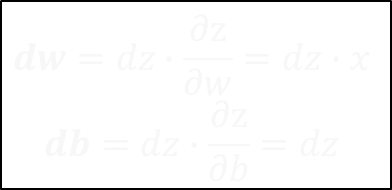 dw = dz · ∂z/∂w = dz · x
db = dz · ∂z/∂b = dz